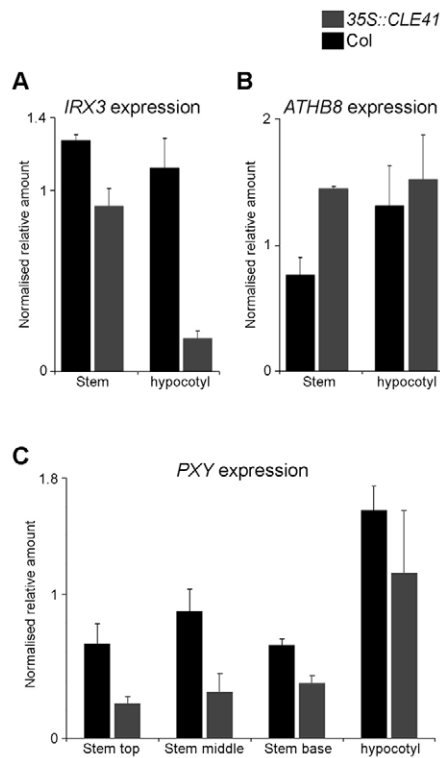 35S::CLE41
Col
A
IRX3 expression
Normalised relative amount
1.4
1
0
Stem
hypocotyl
B
ATHB8 expression
Normalised relative amount
2
1
0
Stem
hypocotyl
C
PXY expression
Normalised relative amount
1.8
1
0
Stem top
Stem middle
Stem base
hypocotyl